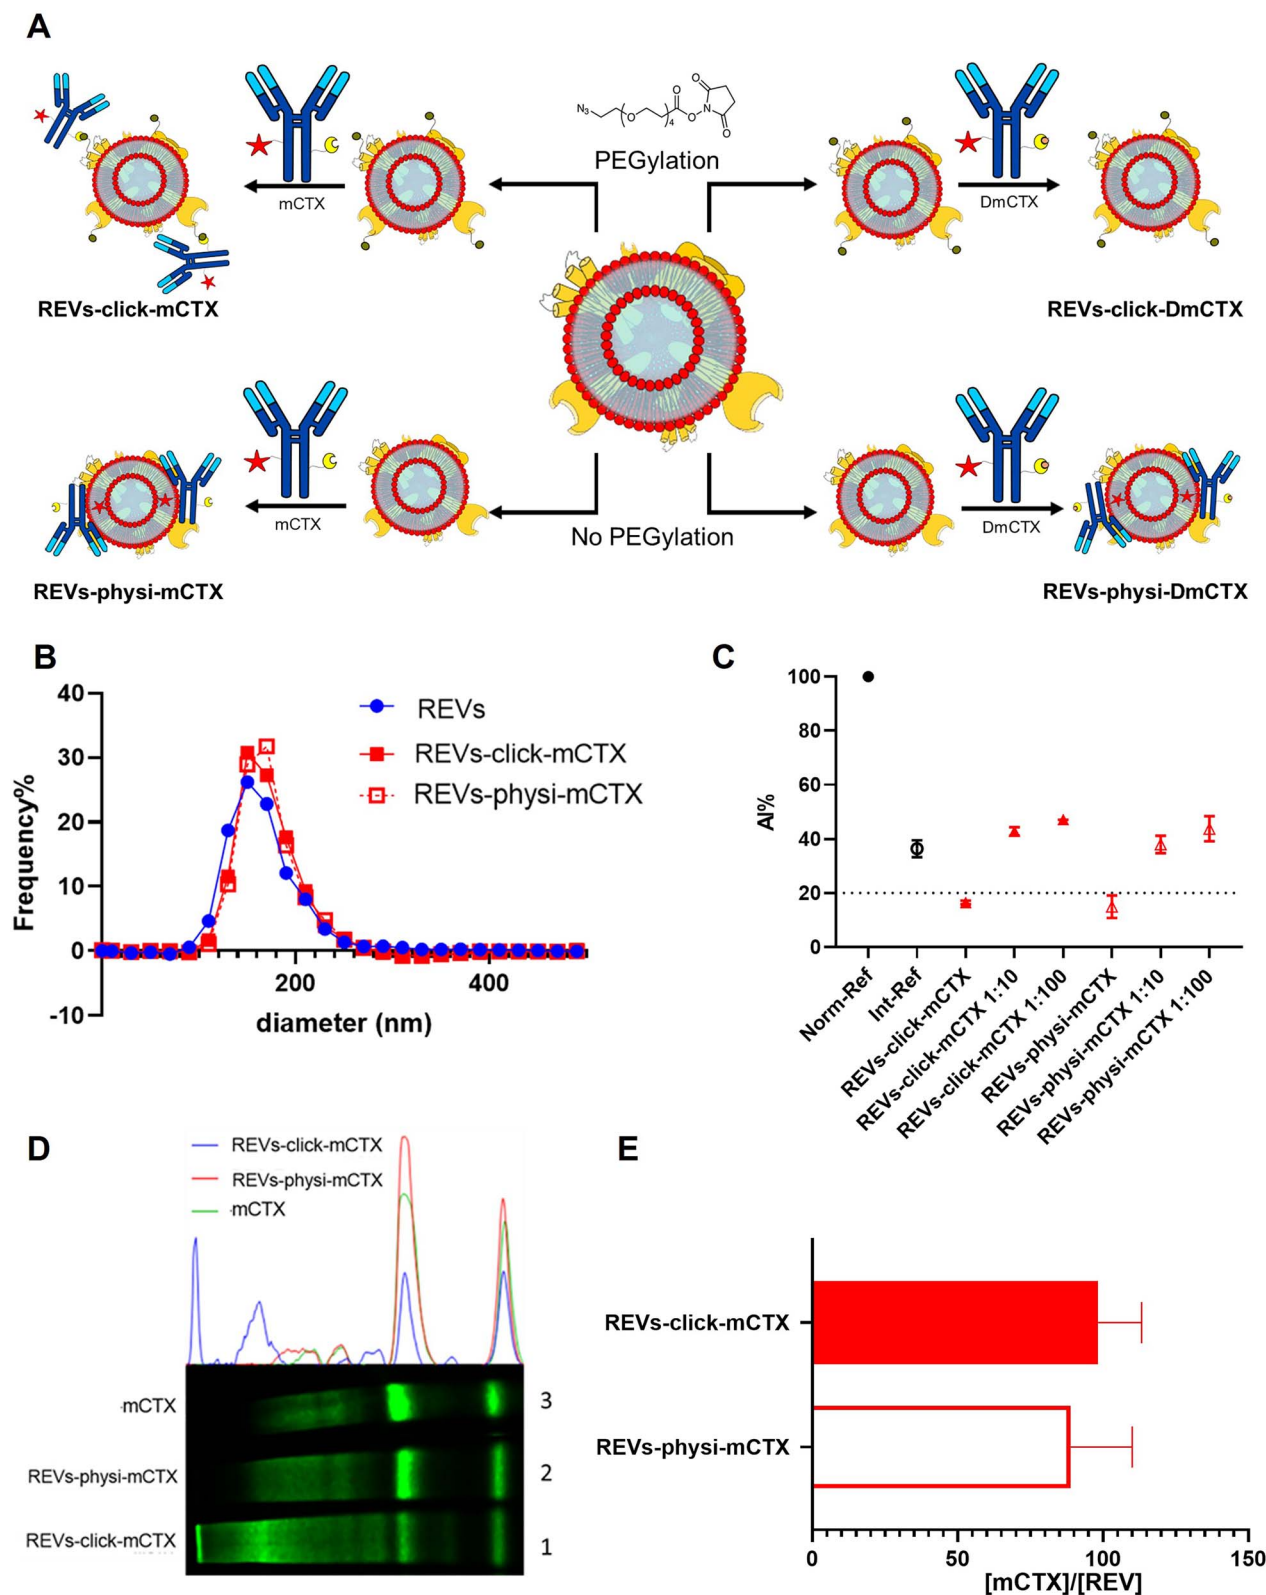 A
N₃
O
4
O
O
N
O
O
PEGylation
mCTX
DmCTX
REVs-click-mCTX
REVs-click-DmCTX
mCTX
No PEGylation
DmCTX
REVs-physi-mCTX
REVs-physi-DmCTX
B
40
30
20
10
0
-10
Frequency%
200
400
diameter (nm)
REVs
REVs-click-mCTX
REVs-physi-mCTX
C
100
80
60
40
20
0
AI%
Norm-Ref
Int-Ref
REVs-click-mCTX
REVs-click-mCTX 1:10
REVs-click-mCTX 1:100
REVs-physi-mCTX
REVs-physi-mCTX 1:10
REVs-physi-mCTX 1:100
D
REVs-click-mCTX
REVs-physi-mCTX
mCTX
mCTX
3
REVs-physi-mCTX
2
REVs-click-mCTX
1
E
REVs-click-mCTX
REVs-physi-mCTX
0
50
100
150
[mCTX]/[REV]